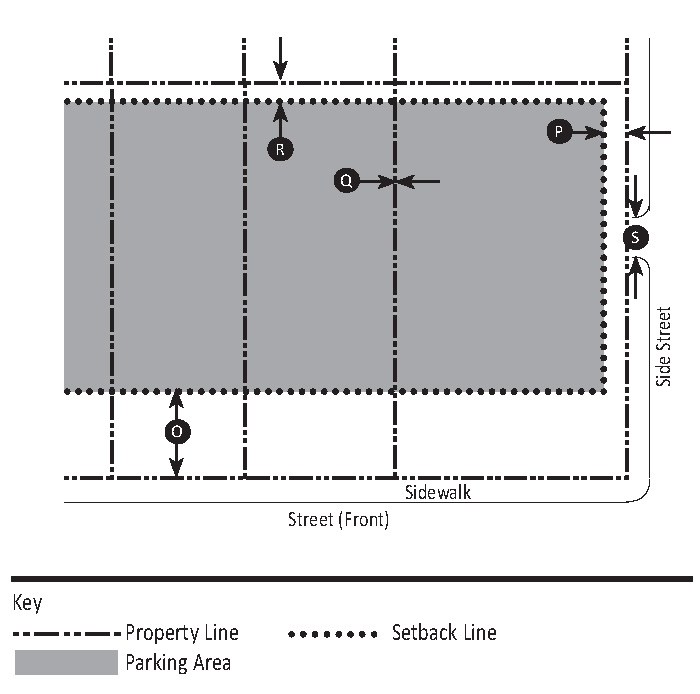 R
P
Q
S
Side Street
O
Sidewalk
Street (Front)
Key
Property Line
Setback Line
Parking Area